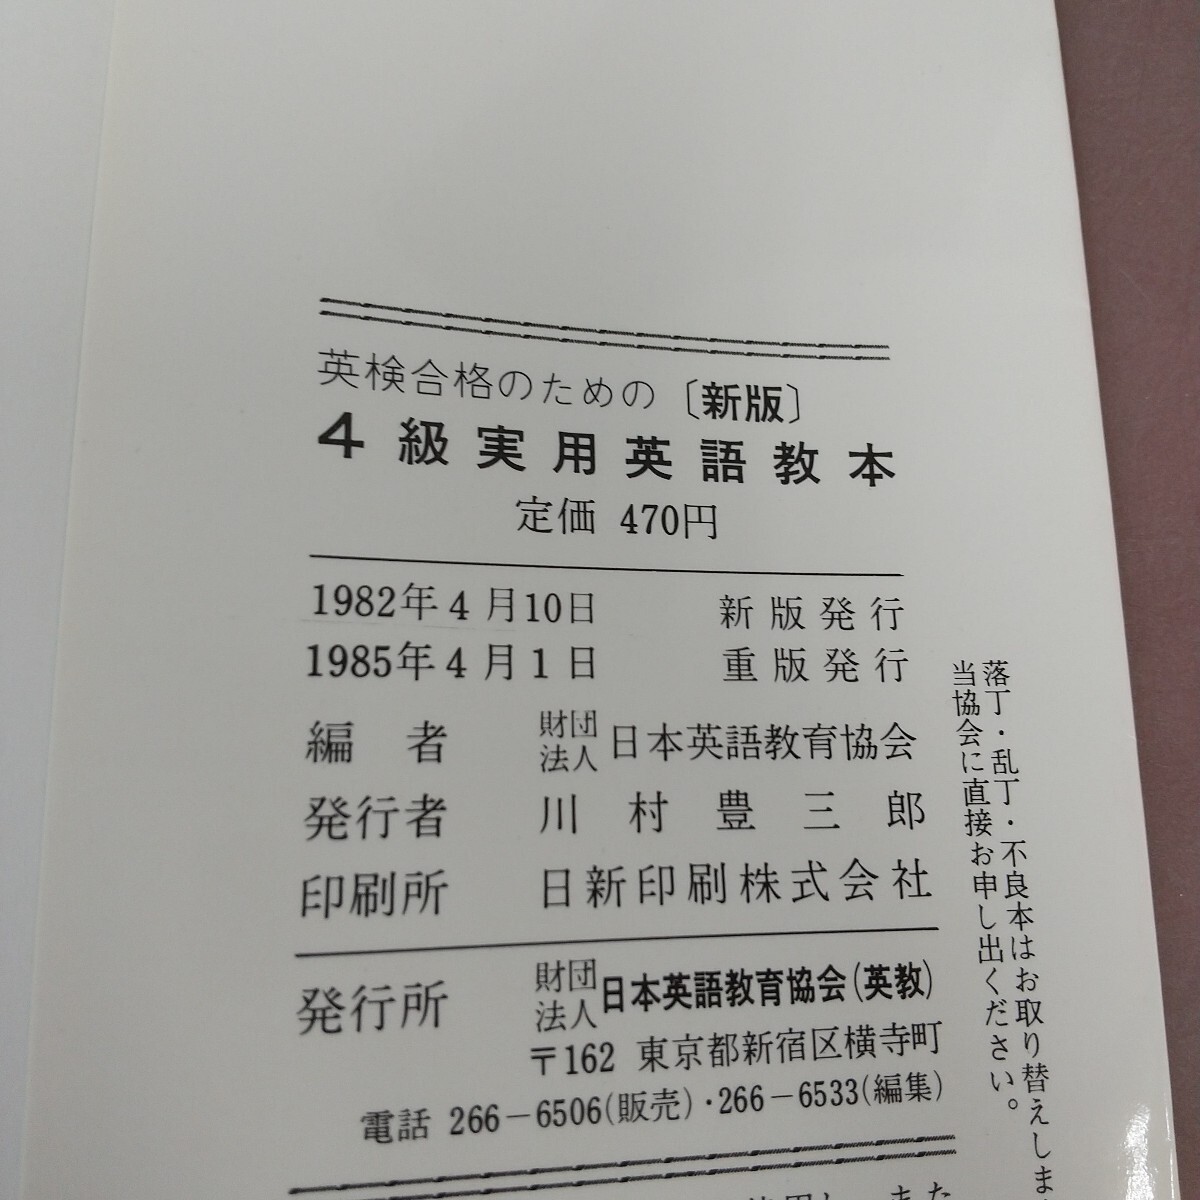 英検合格のための〔新版〕
4級実用英語教本
定価 470円
1982年4月10日 新版発行
1985年4月1日 重版発行
編者 財団法人 日本英語教育協会
発行者 川村豊三郎
印刷所 日新印刷株式会社
発行所 財団法人 日本英語教育協会(英教)
〒162 東京都新宿区横寺町
電話 266-6506(販売)・266-6533(編集)
落丁・乱丁・不良本はお取り替えしま
当協会に直接お申し出ください。